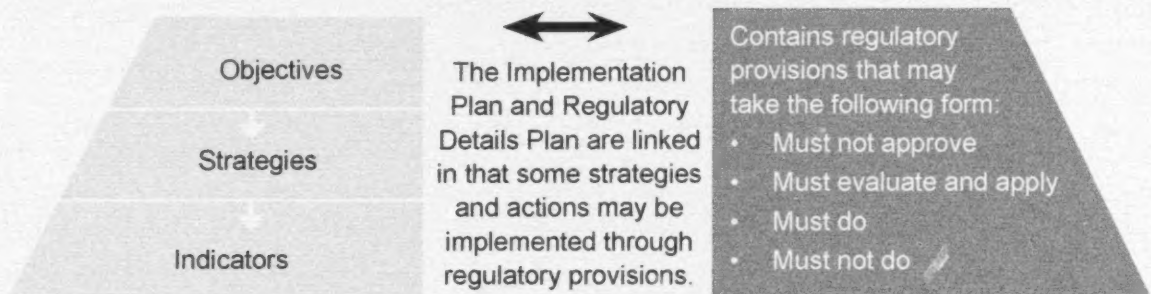 Objectives
Strategies
Indicators
The Implementation
Plan and Regulatory
Details Plan are linked
in that some strategies
and actions may be
implemented through
regulatory provisions.
Contains regulatory
provisions that may
take the following form:
• Must not approve
• Must evaluate and apply
• Must do
• Must not do